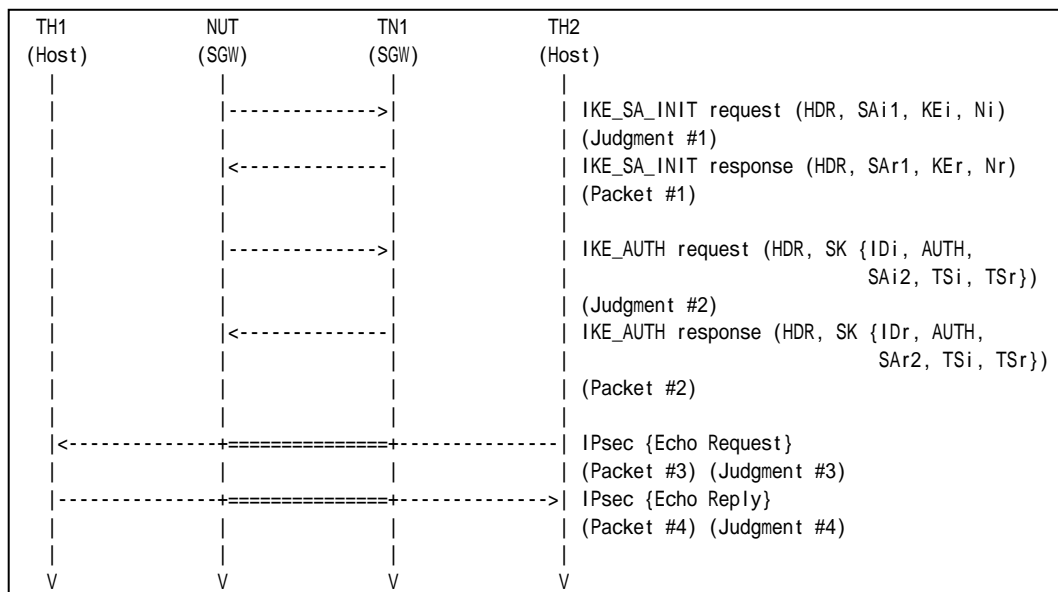 TH1 NUT TN1 TH2
(Host) (SGW) (SGW) (Host)
| | | |
|-------------->| | IKE_SA_INIT request (HDR, SAi1, KEi, Ni)
| | | | (Judgment #1)
| |<--------------| | IKE_SA_INIT response (HDR, SAr1, KEr, Nr)
| | | | (Packet #1)
| | | |
| |-------------->| | IKE_AUTH request (HDR, SK {IDi, AUTH,
| | | | SAi2, TSi, TSr})
| | | | (Judgment #2)
| |<--------------| | IKE_AUTH response (HDR, SK {IDr, AUTH,
| | | | SAr2, TSi, TSr})
| | | | (Packet #2)
| | | |
|<--------------+===============+--------------| IPsec {Echo Request}
| | | | (Packet #3) (Judgment #3)
|---------------+===============+------------->| IPsec {Echo Reply}
| | | | (Packet #4) (Judgment #4)
| | | |
V V V V